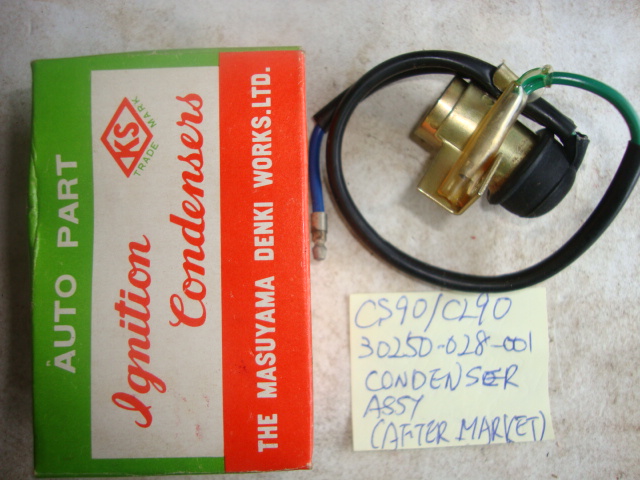 AUTO PART
KS
TRADE MARK
Ignition
Condensers
THE MASUYAMA DENKI WORKS.LTD.
CS90/CL90
30250-028-001
CONDENSER
ASSY
(AFTER MARKET)